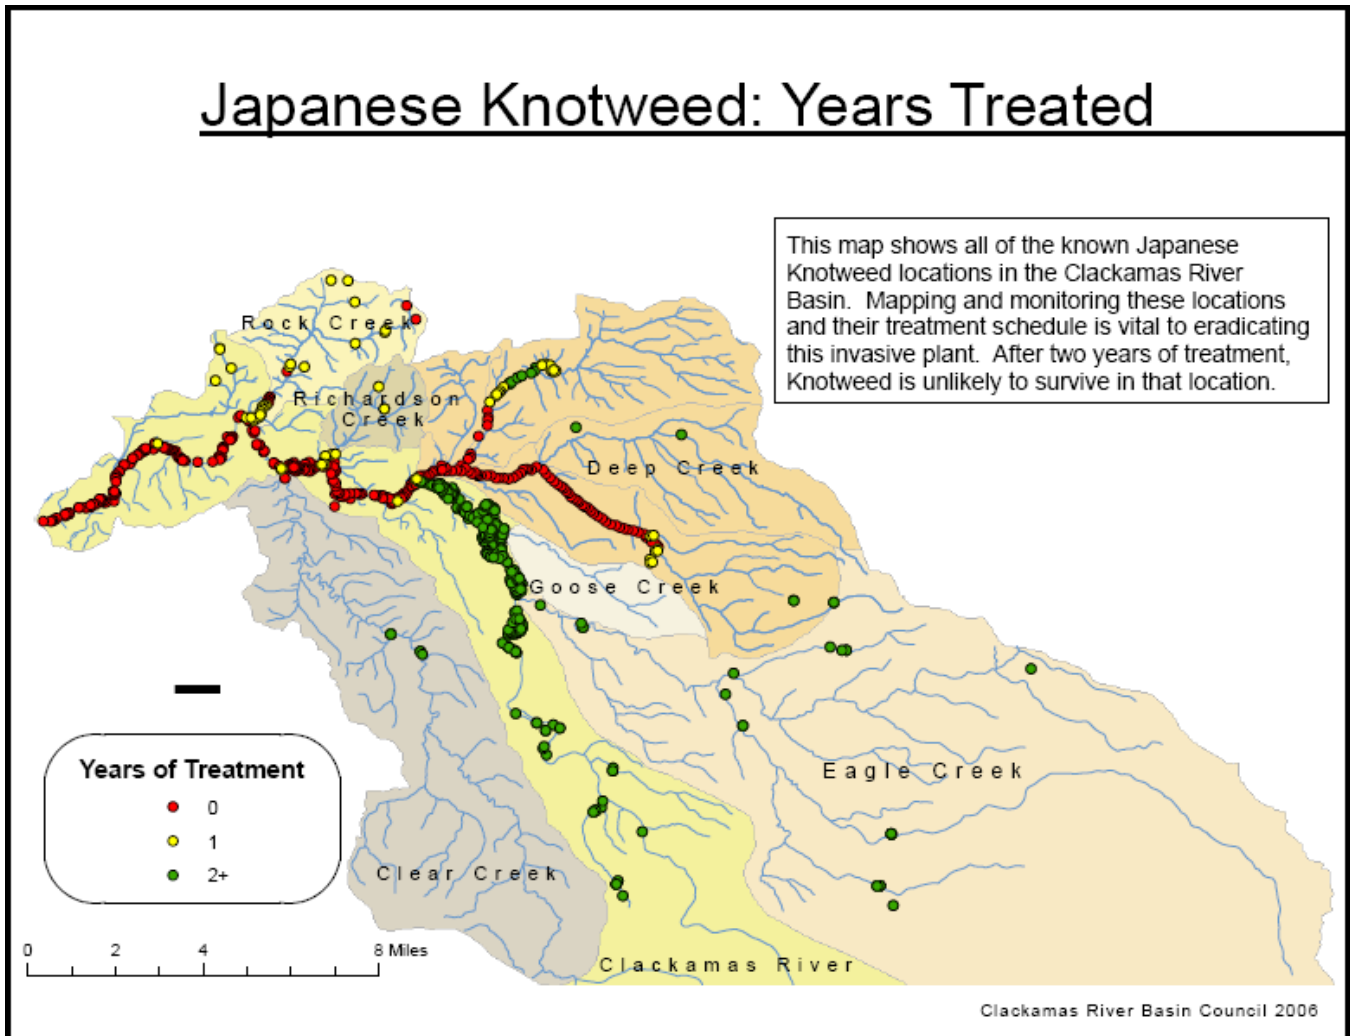 Japanese Knotweed: Years Treated
This map shows all of the known Japanese
Knotweed locations in the Clackamas River
Basin. Mapping and monitoring these locations
and their treatment schedule is vital to eradicating
this invasive plant. After two years of treatment,
Knotweed is unlikely to survive in that location.
Rock Creek
Richardson
Creek
Deep Creek
Goose Creek
Eagle Creek
Clear Creek
Clackamas River
Years of Treatment
0
1
2+
0 2 4 8 Miles
Clackamas River Basin Council 2006